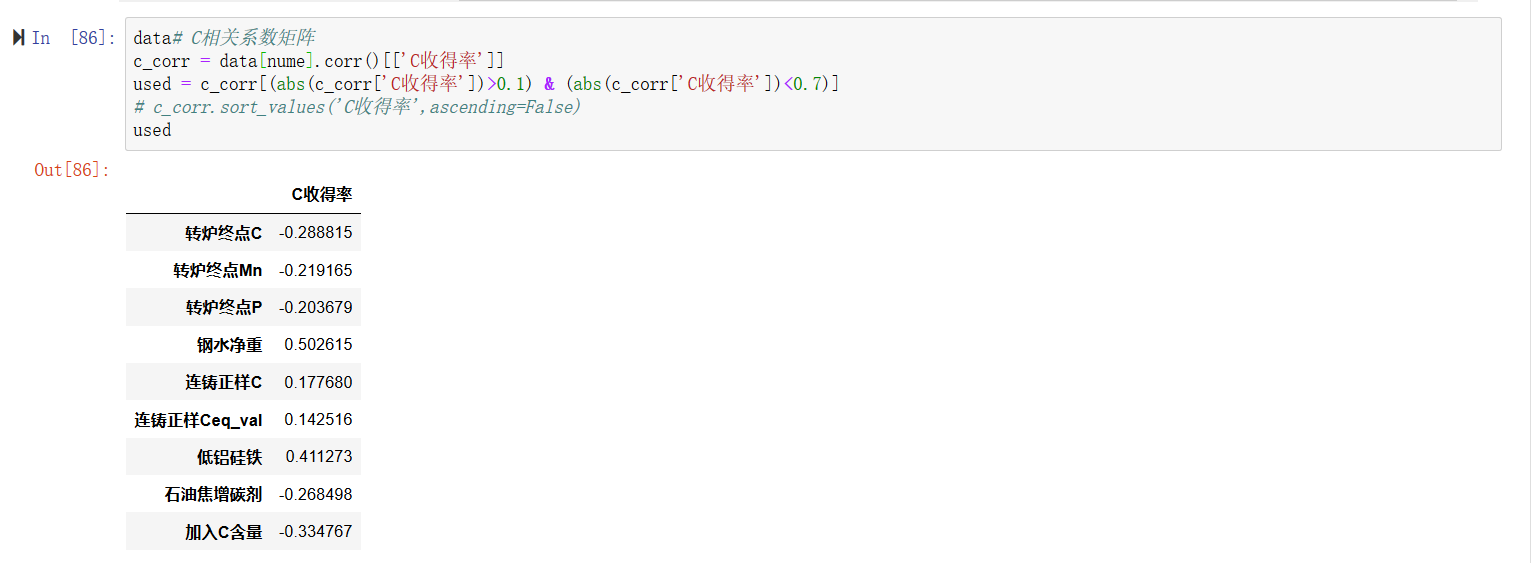 In [86]:
data# C相关系数矩阵
c_corr = data[nume].corr()[['C收得率']]
used = c_corr[(abs(c_corr['C收得率'])>0.1) & (abs(c_corr['C收得率'])<0.7)]
# c_corr.sort_values('C收得率',ascending=False)
used
Out[86]:
C收得率
转炉终点C -0.288815
转炉终点Mn -0.219165
转炉终点P -0.203679
钢水净重 0.502615
连铸正样C 0.177680
连铸正样Ceq_val 0.142516
低铝硅铁 0.411273
石油焦增碳剂 -0.268498
加入C含量 -0.334767